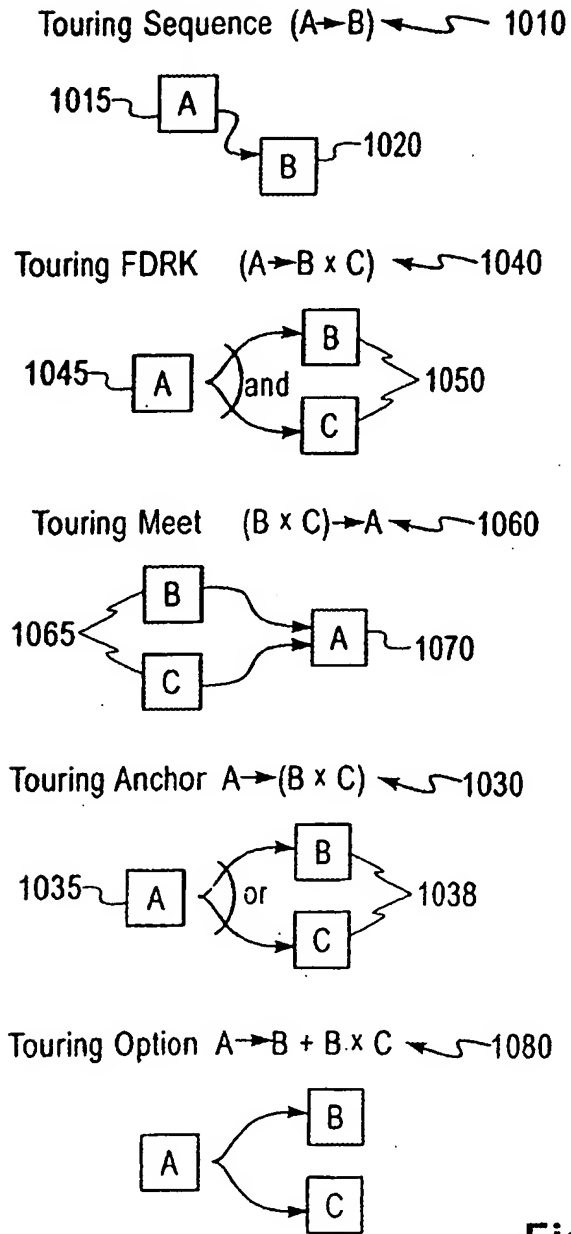 Touring Sequence (A→B) 1010
1015 A
B 1020
Touring FDRK (A→B x C) 1040
B
1045 A and 1050
C
Touring Meet (B x C)→A 1060
B
1065 A 1070
C
Touring Anchor A→(B x C) 1030
B
1035 A or 1038
C
Touring Option A→B + B x C 1080
B
A
C